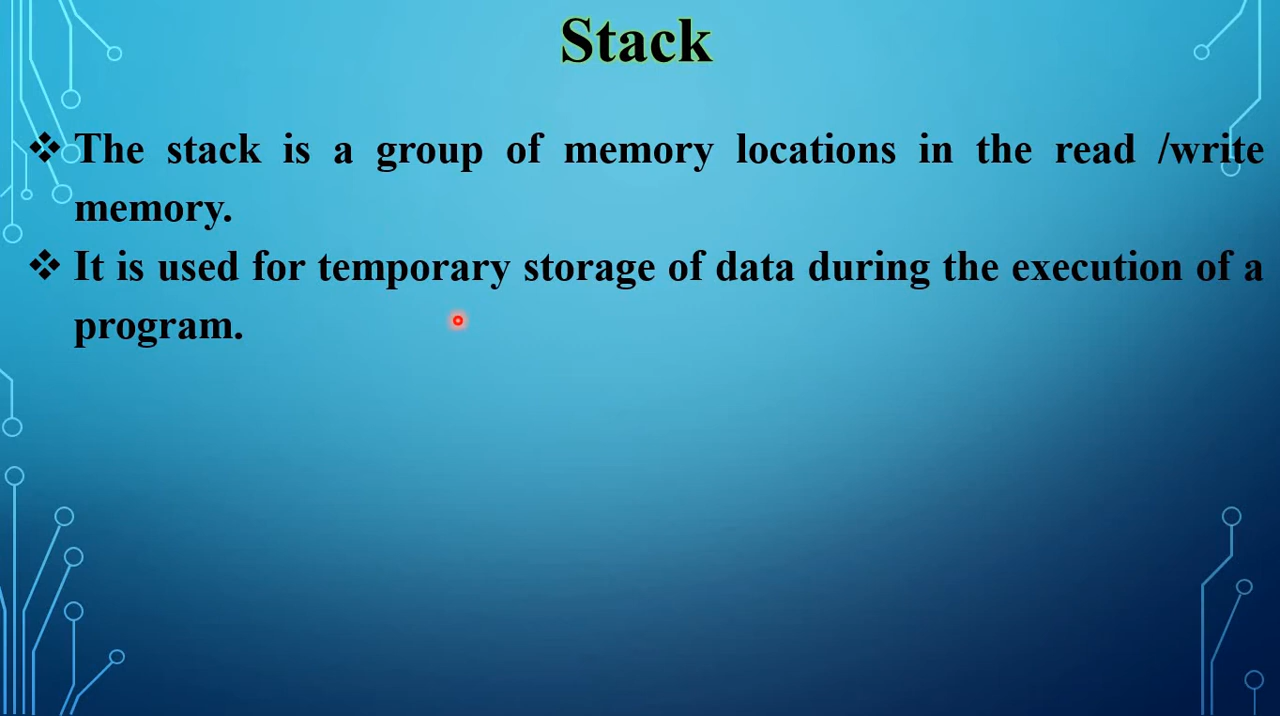 Stack
❖ The stack is a group of memory locations in the read /write
memory.
❖ It is used for temporary storage of data during the execution of a
program.